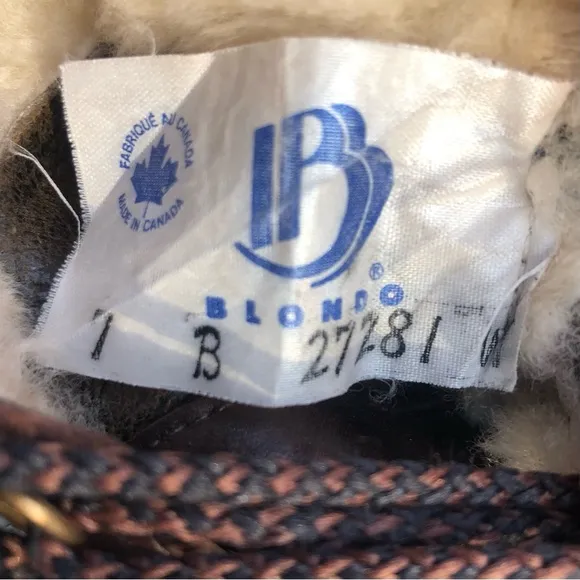 FABRIQUÉ AU CANADA
MADE IN CANADA
B
®
BLONDO
7 B 27281